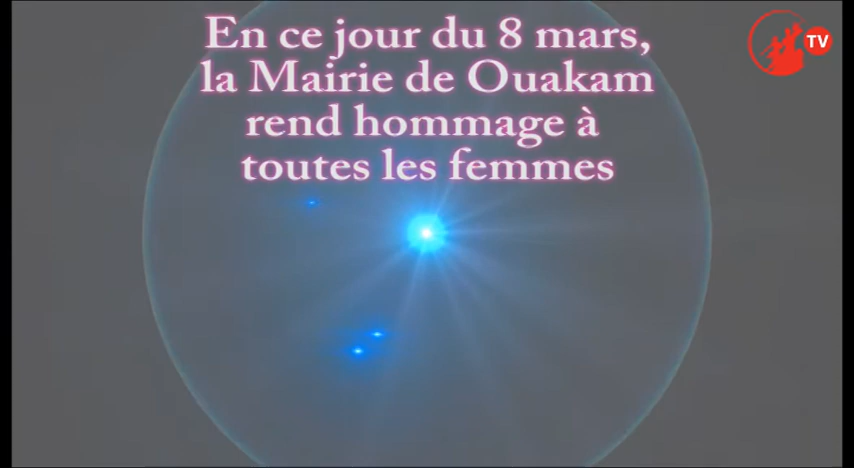 En ce jour du 8 mars,
la Mairie de Ouakam
rend hommage à
toutes les femmes
TV